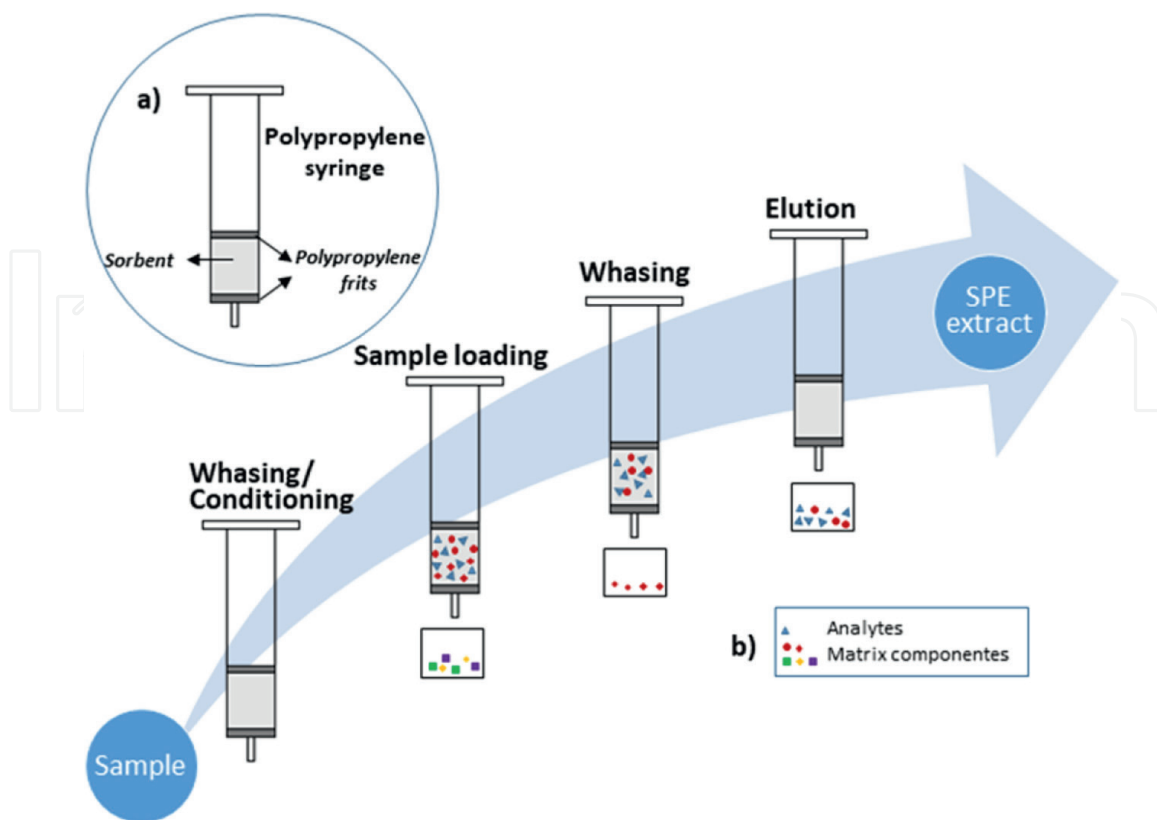 a)
Polypropylene
syringe
Sorbent
Polypropylene
frits
Elution
Whasing
SPE
extract
Sample loading
Whasing/
Conditioning
b)
Analytes
Matrix componentes
Sample